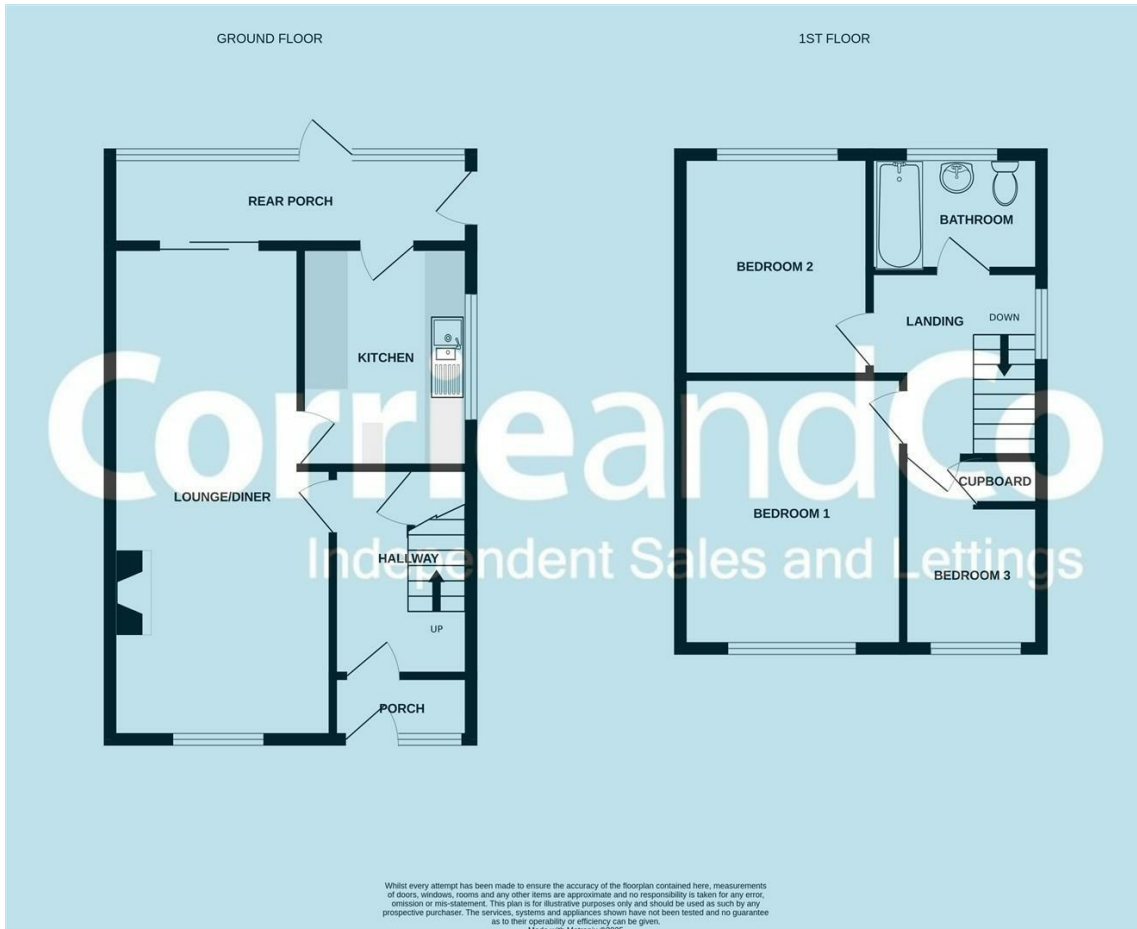 GROUND FLOOR
1ST FLOOR
REAR PORCH
BATHROOM
BEDROOM 2
LANDING
DOWN
KITCHEN
CorrieandCo
LOUNGE/DINER
CUPBOARD
BEDROOM 1
HALLWAY
Independent Sales and Lettings
BEDROOM 3
UP
PORCH
Whilst every attempt has been made to ensure the accuracy of the floorplan contained here, measurements
of doors, windows, rooms and any other items are approximate and no responsibility is taken for any error,
omission or mis-statement. This plan is for illustrative purposes only and should be used as such by any
prospective purchaser. The services, systems and appliances shown have not been tested and no guarantee
as to their operability or efficiency can be given.
Made with Metropix ©2025